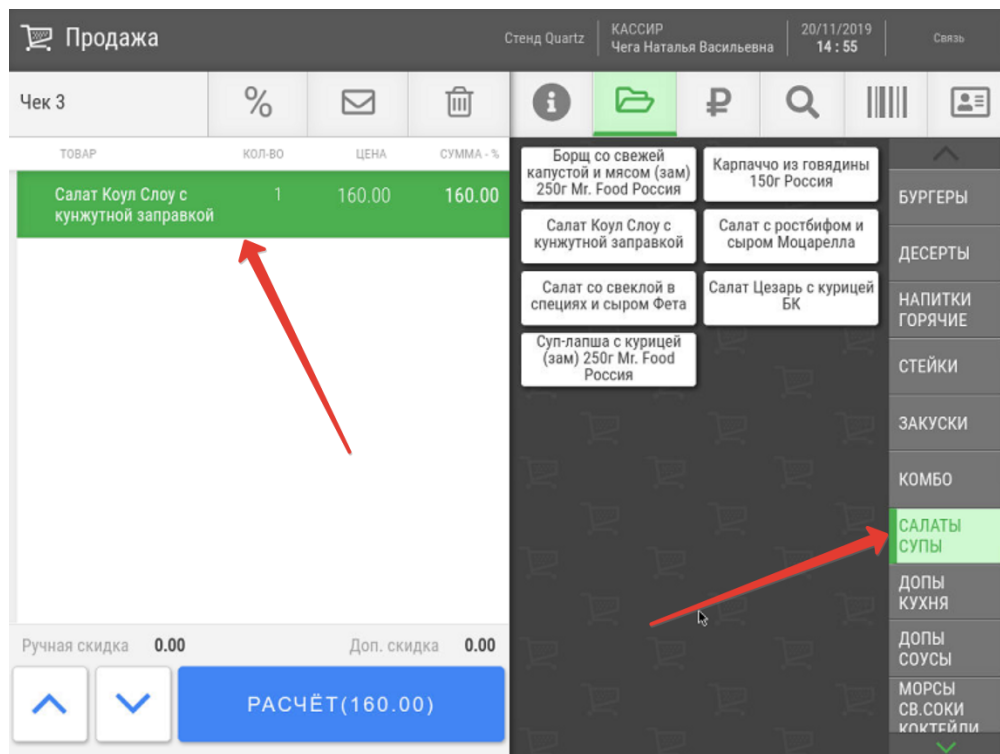 Продажа
Стенд Quartz
КАССИР
Чега Наталья Васильевна
20/11/2019
14 : 55
Связь
Чек 3
%
ТОВАР КОЛ-ВО ЦЕНА СУММА - %
Салат Коул Слоу с
кунжутной заправкой
1 160.00 160.00
Ручная скидка 0.00 Доп. скидка 0.00
РАСЧЁТ(160.00)
Борщ со свежей
капустой и мясом (зам)
250г Mr. Food Россия
Карпаччо из говядины
150г Россия
Салат Коул Слоу с
кунжутной заправкой
Салат с ростбифом и
сыром Моцарелла
Салат со свеклой в
специях и сыром Фета
Салат Цезарь с курицей
БК
Суп-лапша с курицей
(зам) 250г Mr. Food
Россия
БУРГЕРЫ
ДЕСЕРТЫ
НАПИТКИ
ГОРЯЧИЕ
СТЕЙКИ
ЗАКУСКИ
КОМБО
САЛАТЫ
СУПЫ
ДОПЫ
КУХНЯ
ДОПЫ
СОУСЫ
МОРСЫ
СВ.СОКИ
КОКТЕЙЛИ